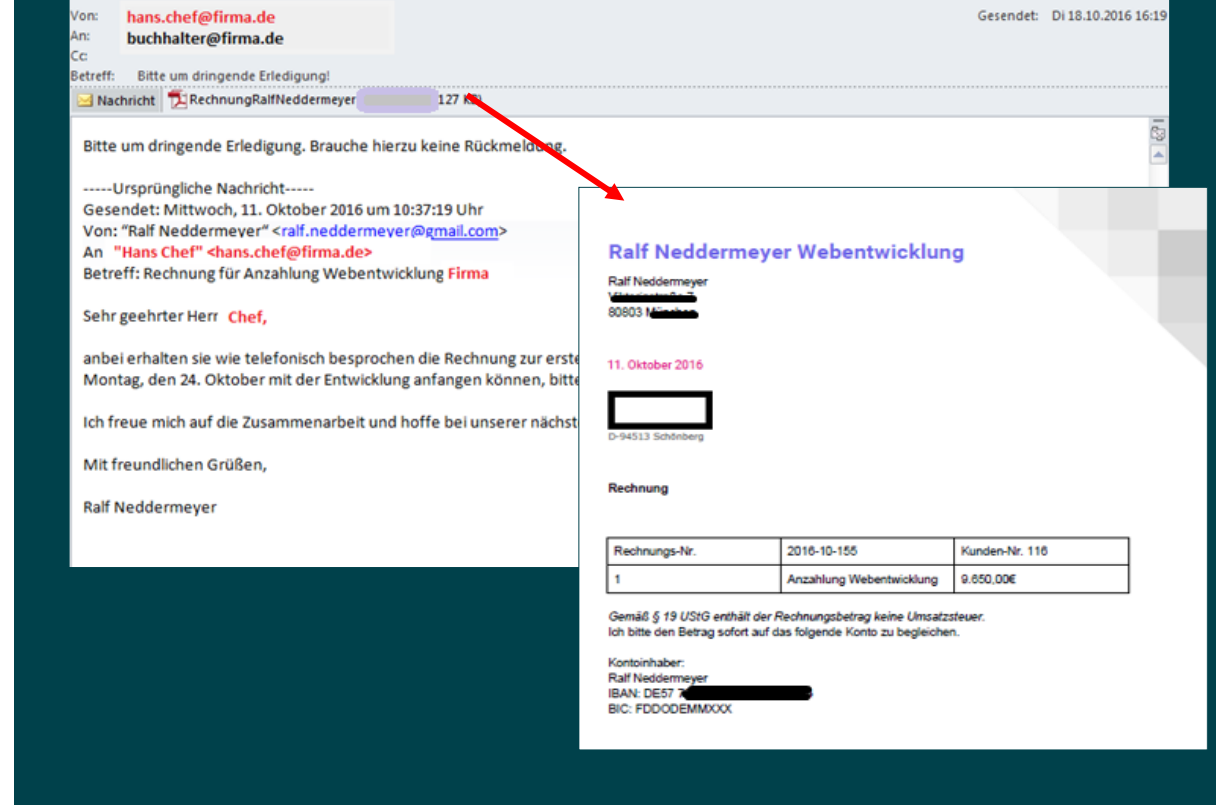 Von: hans.chef@firma.de Gesendet: Di 18.10.2016 16:19
An: buchhalter@firma.de
Cc:
Betreff: Bitte um dringende Erledigung!
Nachricht RechnungRalfNeddermeyer 127 KB)
Bitte um dringende Erledigung. Brauche hierzu keine Rückmeldung.
-----Ursprüngliche Nachricht-----
Gesendet: Mittwoch, 11. Oktober 2016 um 10:37:19 Uhr
Von: “Ralf Neddermeyer“ <ralf.neddermeyer@gmail.com>
An "Hans Chef" <hans.chef@firma.de>
Betreff: Rechnung für Anzahlung Webentwicklung Firma
Sehr geehrter Herr Chef,
anbei erhalten sie wie telefonisch besprochen die Rechnung zur erste
Montag, den 24. Oktober mit der Entwicklung anfangen können, bitte
Ich freue mich auf die Zusammenarbeit und hoffe bei unserer nächst
Mit freundlichen Grüßen,
Ralf Neddermeyer
Ralf Neddermeyer Webentwicklung
Ralf Neddermeyer
80803
11. Oktober 2016
D-94513 Schönberg
Rechnung
Rechnungs-Nr. 2016-10-155 Kunden-Nr. 116
1 Anzahlung Webentwicklung 9.650,00€
Gemäß § 19 UStG enthält der Rechnungsbetrag keine Umsatzsteuer.
Ich bitte den Betrag sofort auf das folgende Konto zu begleichen.
Kontoinhaber:
Ralf Neddermeyer
IBAN: DE57 7
BIC: FDDODEMMXXX